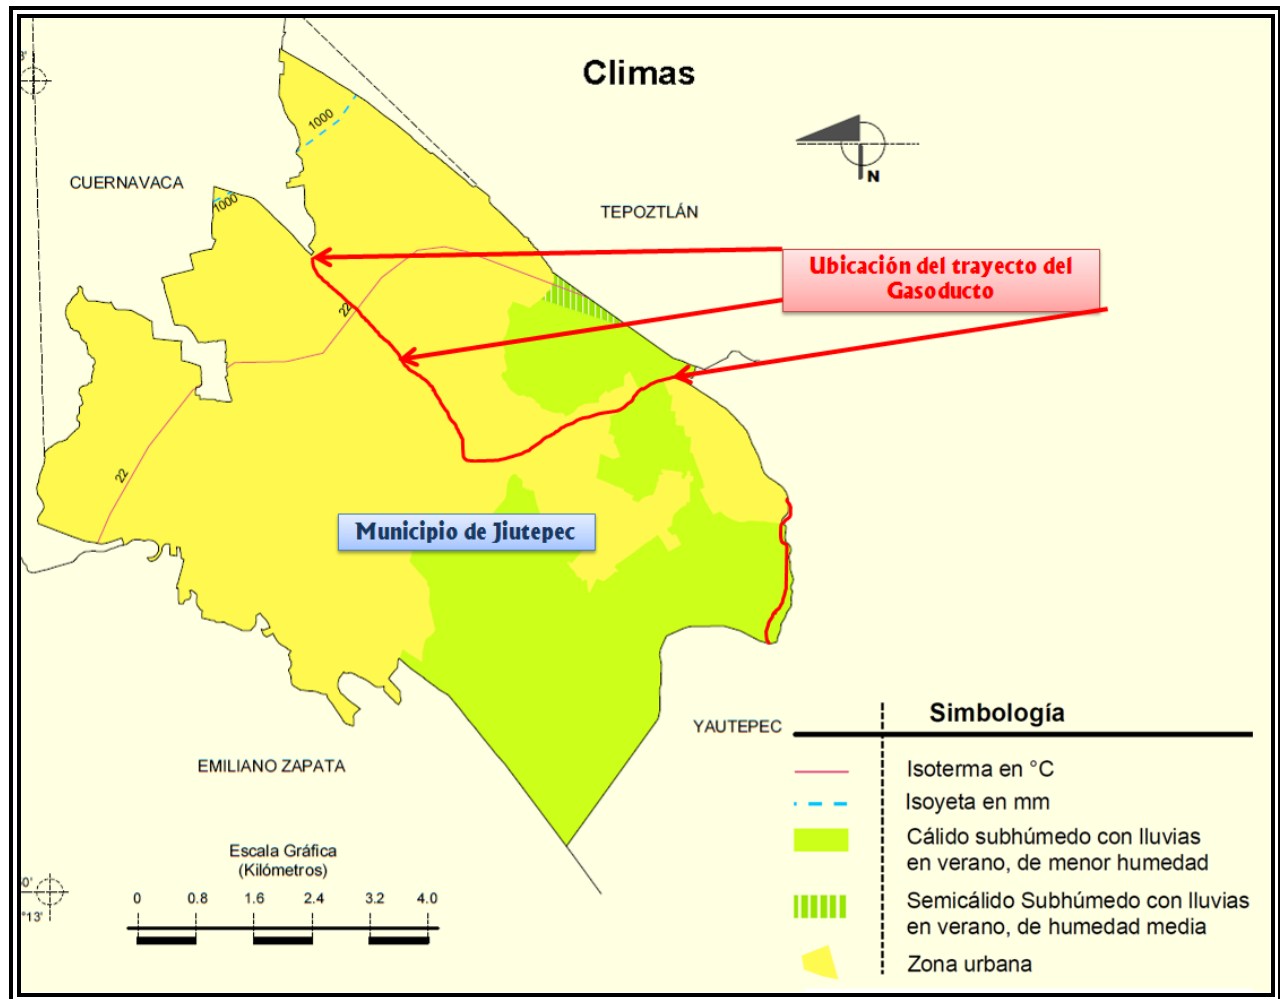 Climas
8'
1000
CUERNAVACA
1000
N
TEPOZTLÁN
Ubicación del trayecto del
Gasoducto
22
22
Municipio de Jiutepec
YAUTEPEC
EMILIANO ZAPATA
Simbología
Isoterma en °C
Isoyeta en mm
Cálido subhúmedo con lluvias
en verano, de menor humedad
Semicálido Subhúmedo con lluvias
en verano, de humedad media
Zona urbana
Escala Gráfica
(Kilómetros)
0 0.8 1.6 2.4 3.2 4.0
0'
°13'